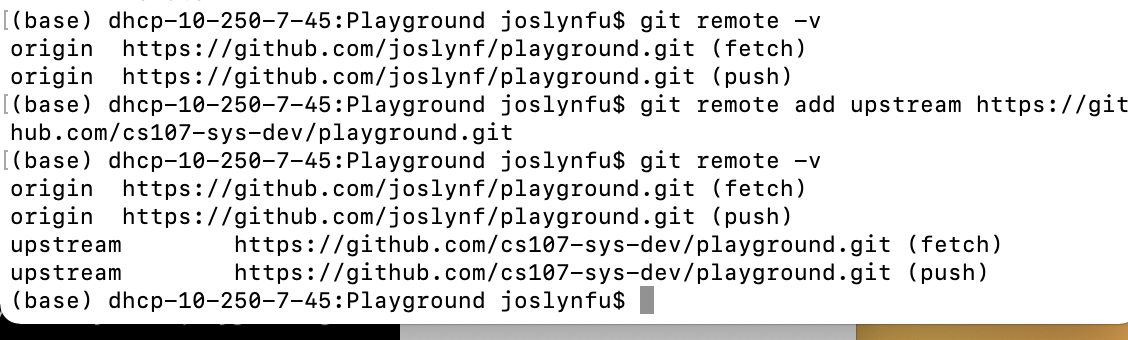 [(base) dhcp-10-250-7-45:Playground joslynfu$ git remote -v
origin  https://github.com/joslynf/playground.git (fetch)
origin  https://github.com/joslynf/playground.git (push)
[(base) dhcp-10-250-7-45:Playground joslynfu$ git remote add upstream https://git
hub.com/cs107-sys-dev/playground.git
[(base) dhcp-10-250-7-45:Playground joslynfu$ git remote -v
origin  https://github.com/joslynf/playground.git (fetch)
origin  https://github.com/joslynf/playground.git (push)
upstream        https://github.com/cs107-sys-dev/playground.git (fetch)
upstream        https://github.com/cs107-sys-dev/playground.git (push)
(base) dhcp-10-250-7-45:Playground joslynfu$